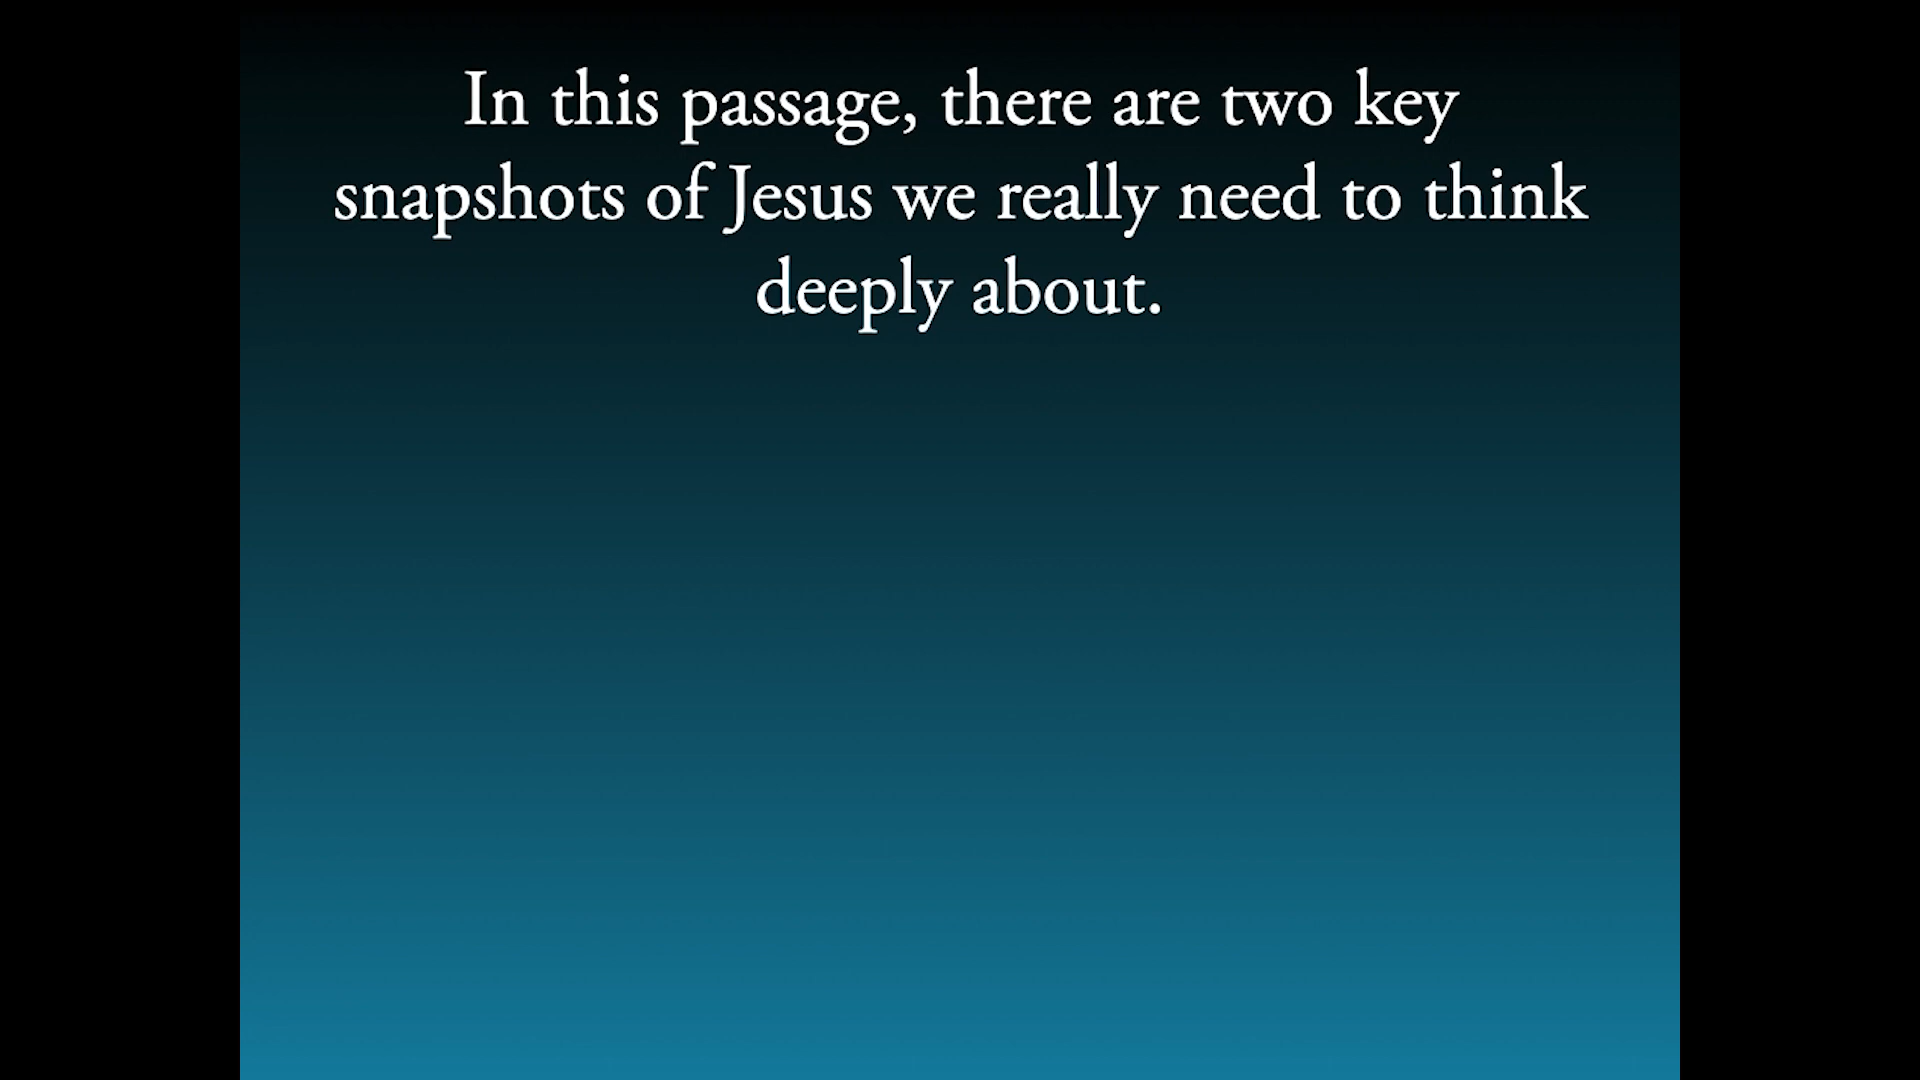 In this passage, there are two key
snapshots of Jesus we really need to think
deeply about.